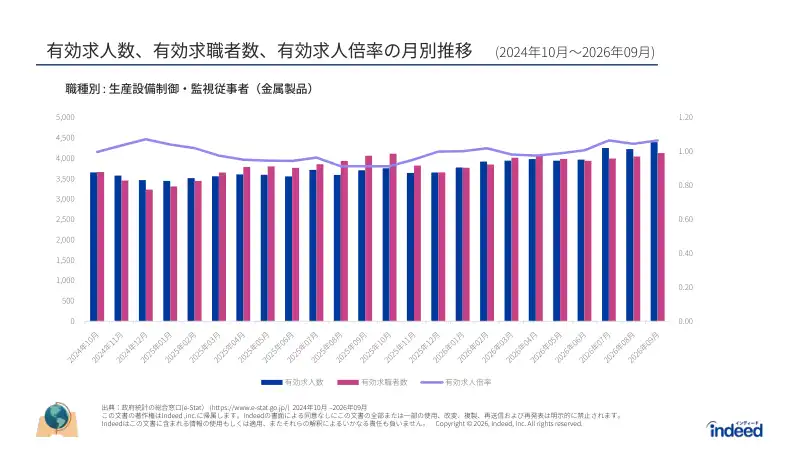 有効求人数、有効求職者数、有効求人倍率の月別推移 (2024年10月～2026年09月)
職種別 : 生産設備制御・監視従事者（金属製品）
5,000
4,500
4,000
3,500
3,000
2,500
2,000
1,500
1,000
500
0
1.20
1.00
0.80
0.60
0.40
0.20
0.00
2024年10月
2024年11月
2024年12月
2025年01月
2025年02月
2025年03月
2025年04月
2025年05月
2025年06月
2025年07月
2025年08月
2025年09月
2025年10月
2025年11月
2025年12月
2026年01月
2026年02月
2026年03月
2026年04月
2026年05月
2026年06月
2026年07月
2026年08月
2026年09月
有効求人数 有効求職者数 有効求人倍率
出典：政府統計の総合窓口(e-Stat) (https://www.e-stat.go.jp/) 2024年10月 -2026年09月
この文書の著作権はIndeed ,Inc.に帰属します。Indeedの書面による同意なしにこの文書の全部または一部の使用、改変、複製、再送信および再発表は明示的に禁止されます。
Indeedはこの文書に含まれる情報の使用もしくは適用、またそれらの解釈によるいかなる責任も負いません。 Copyright © 2026, Indeed, Inc. All rights reserved.
インディード
indeed